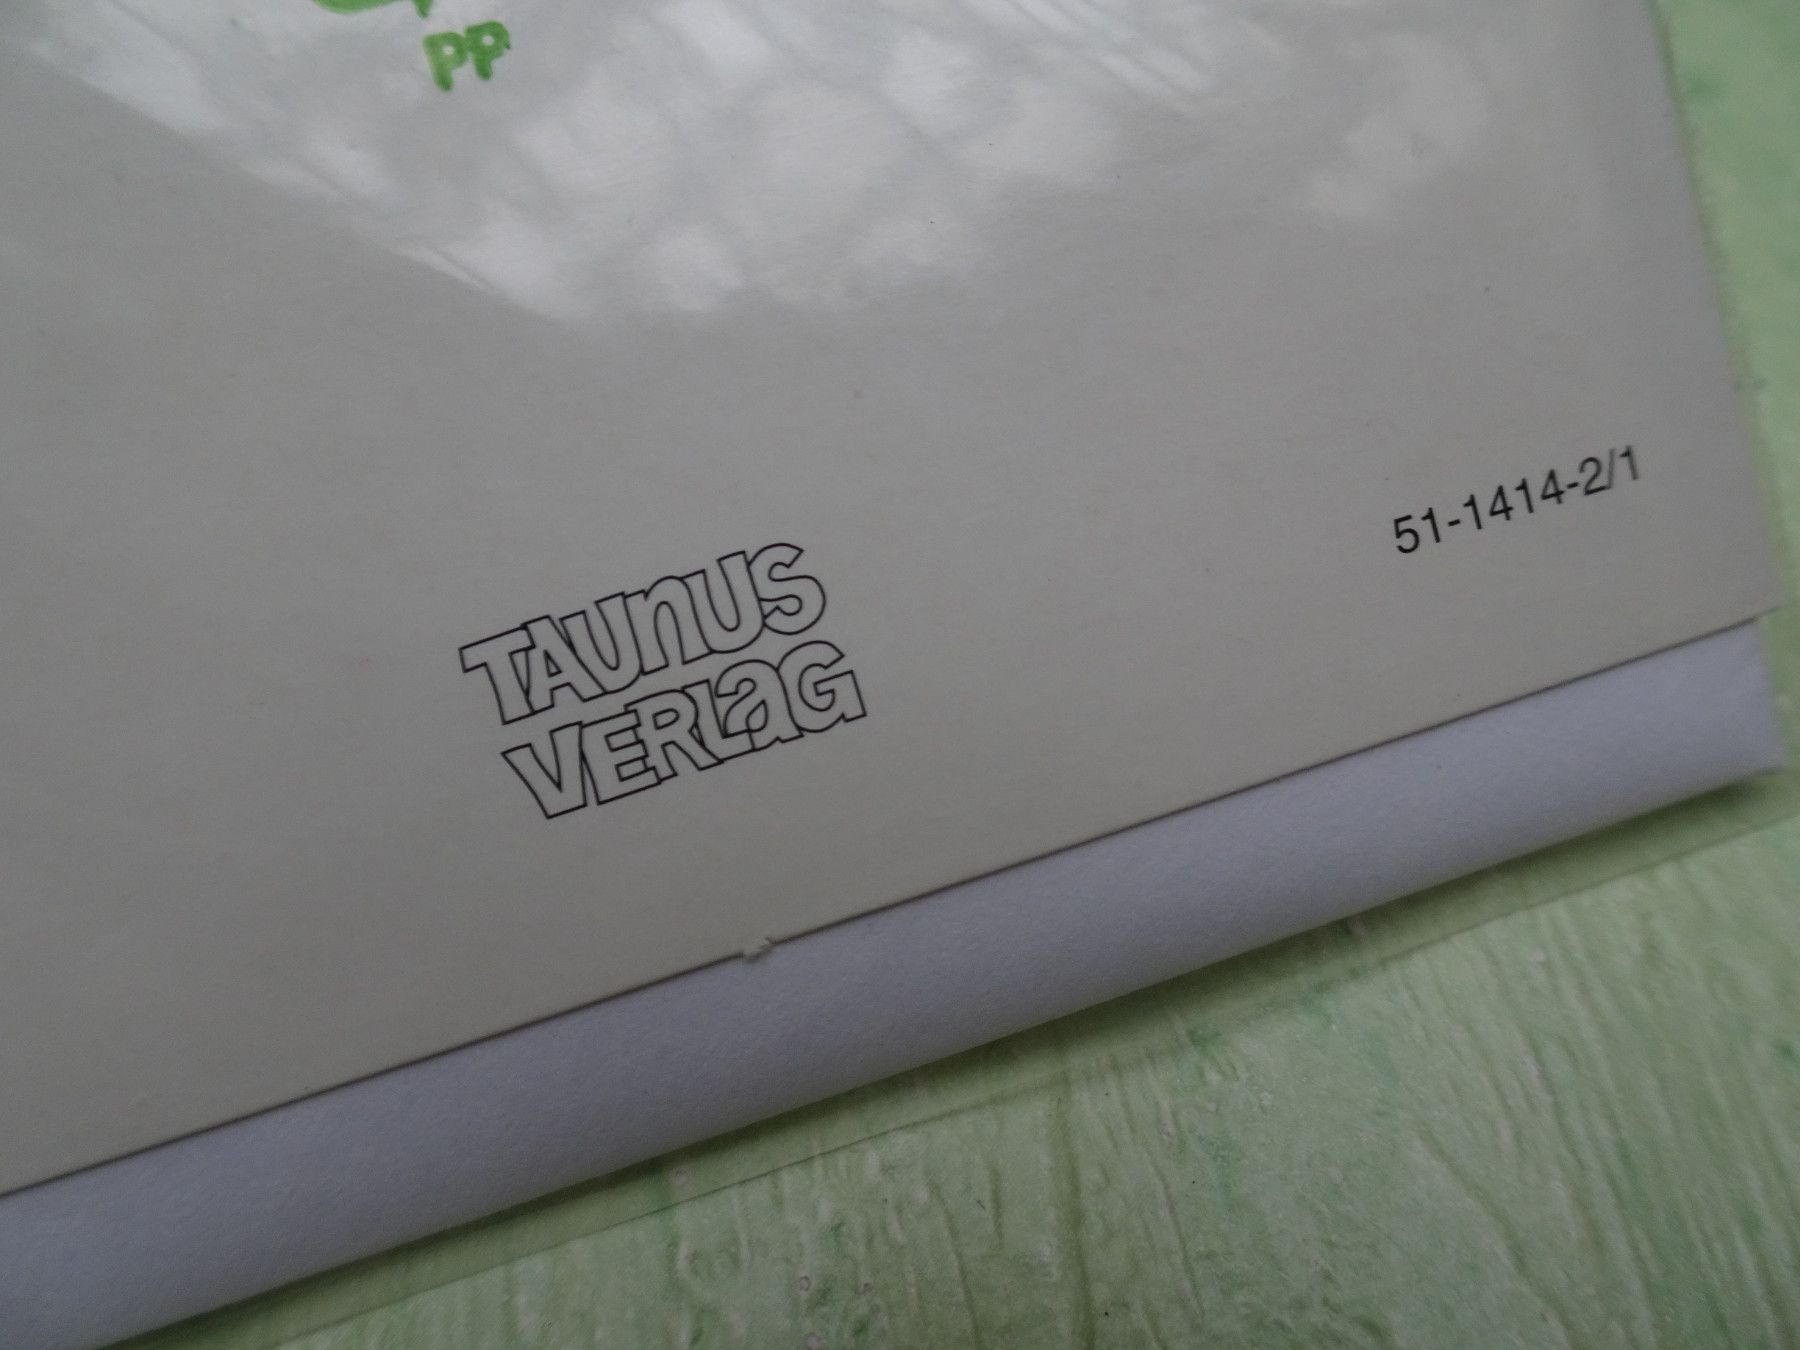 PP
51-1414-2/1
TAUNUS
VERLAG